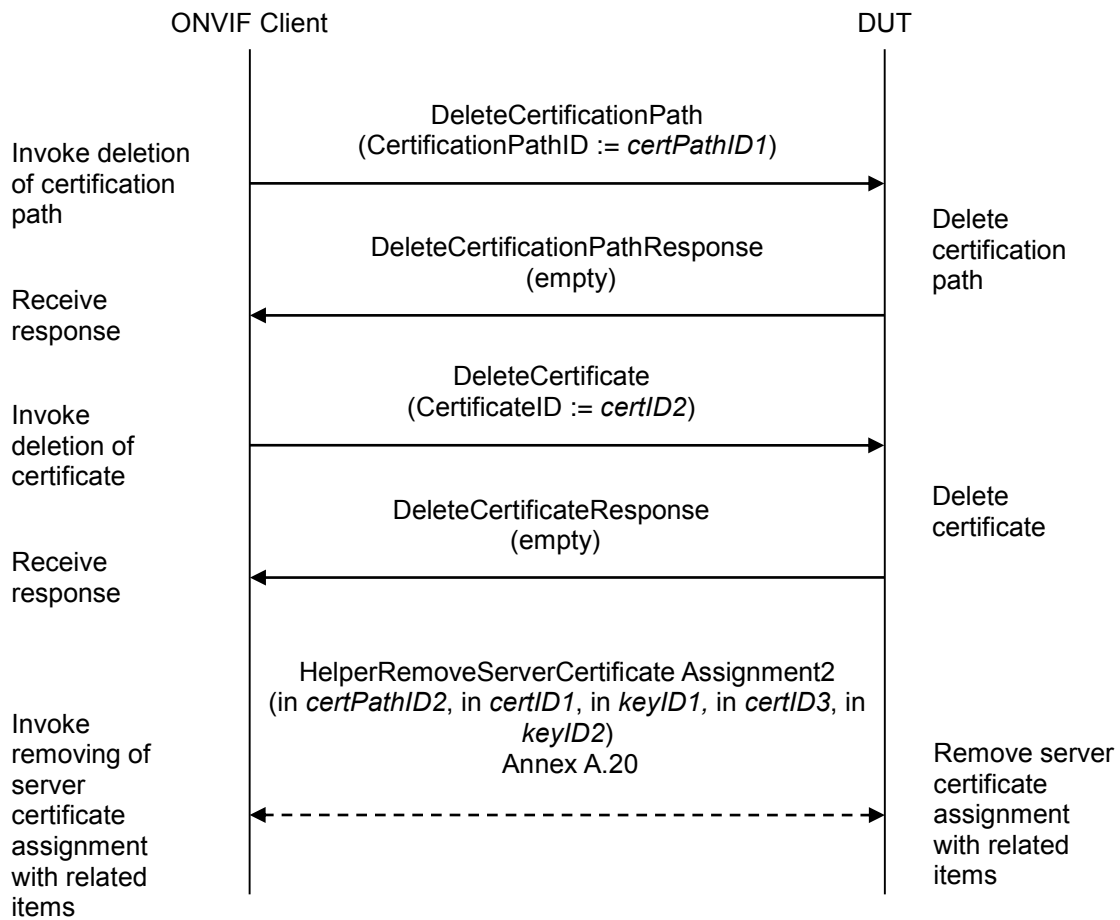 ONVIF Client
DUT
DeleteCertificationPath
(CertificationPathID := certPathID1)
Invoke deletion
of certification
path
Delete
certification
path
DeleteCertificationPathResponse
(empty)
Receive
response
DeleteCertificate
(CertificateID := certID2)
Invoke
deletion of
certificate
Delete
certificate
DeleteCertificateResponse
(empty)
Receive
response
HelperRemoveServerCertificate Assignment2
(in certPathID2, in certID1, in keyID1, in certID3, in
keyID2)
Annex A.20
Invoke
removing of
server
certificate
assignment
with related
items
Remove server
certificate
assignment
with related
items